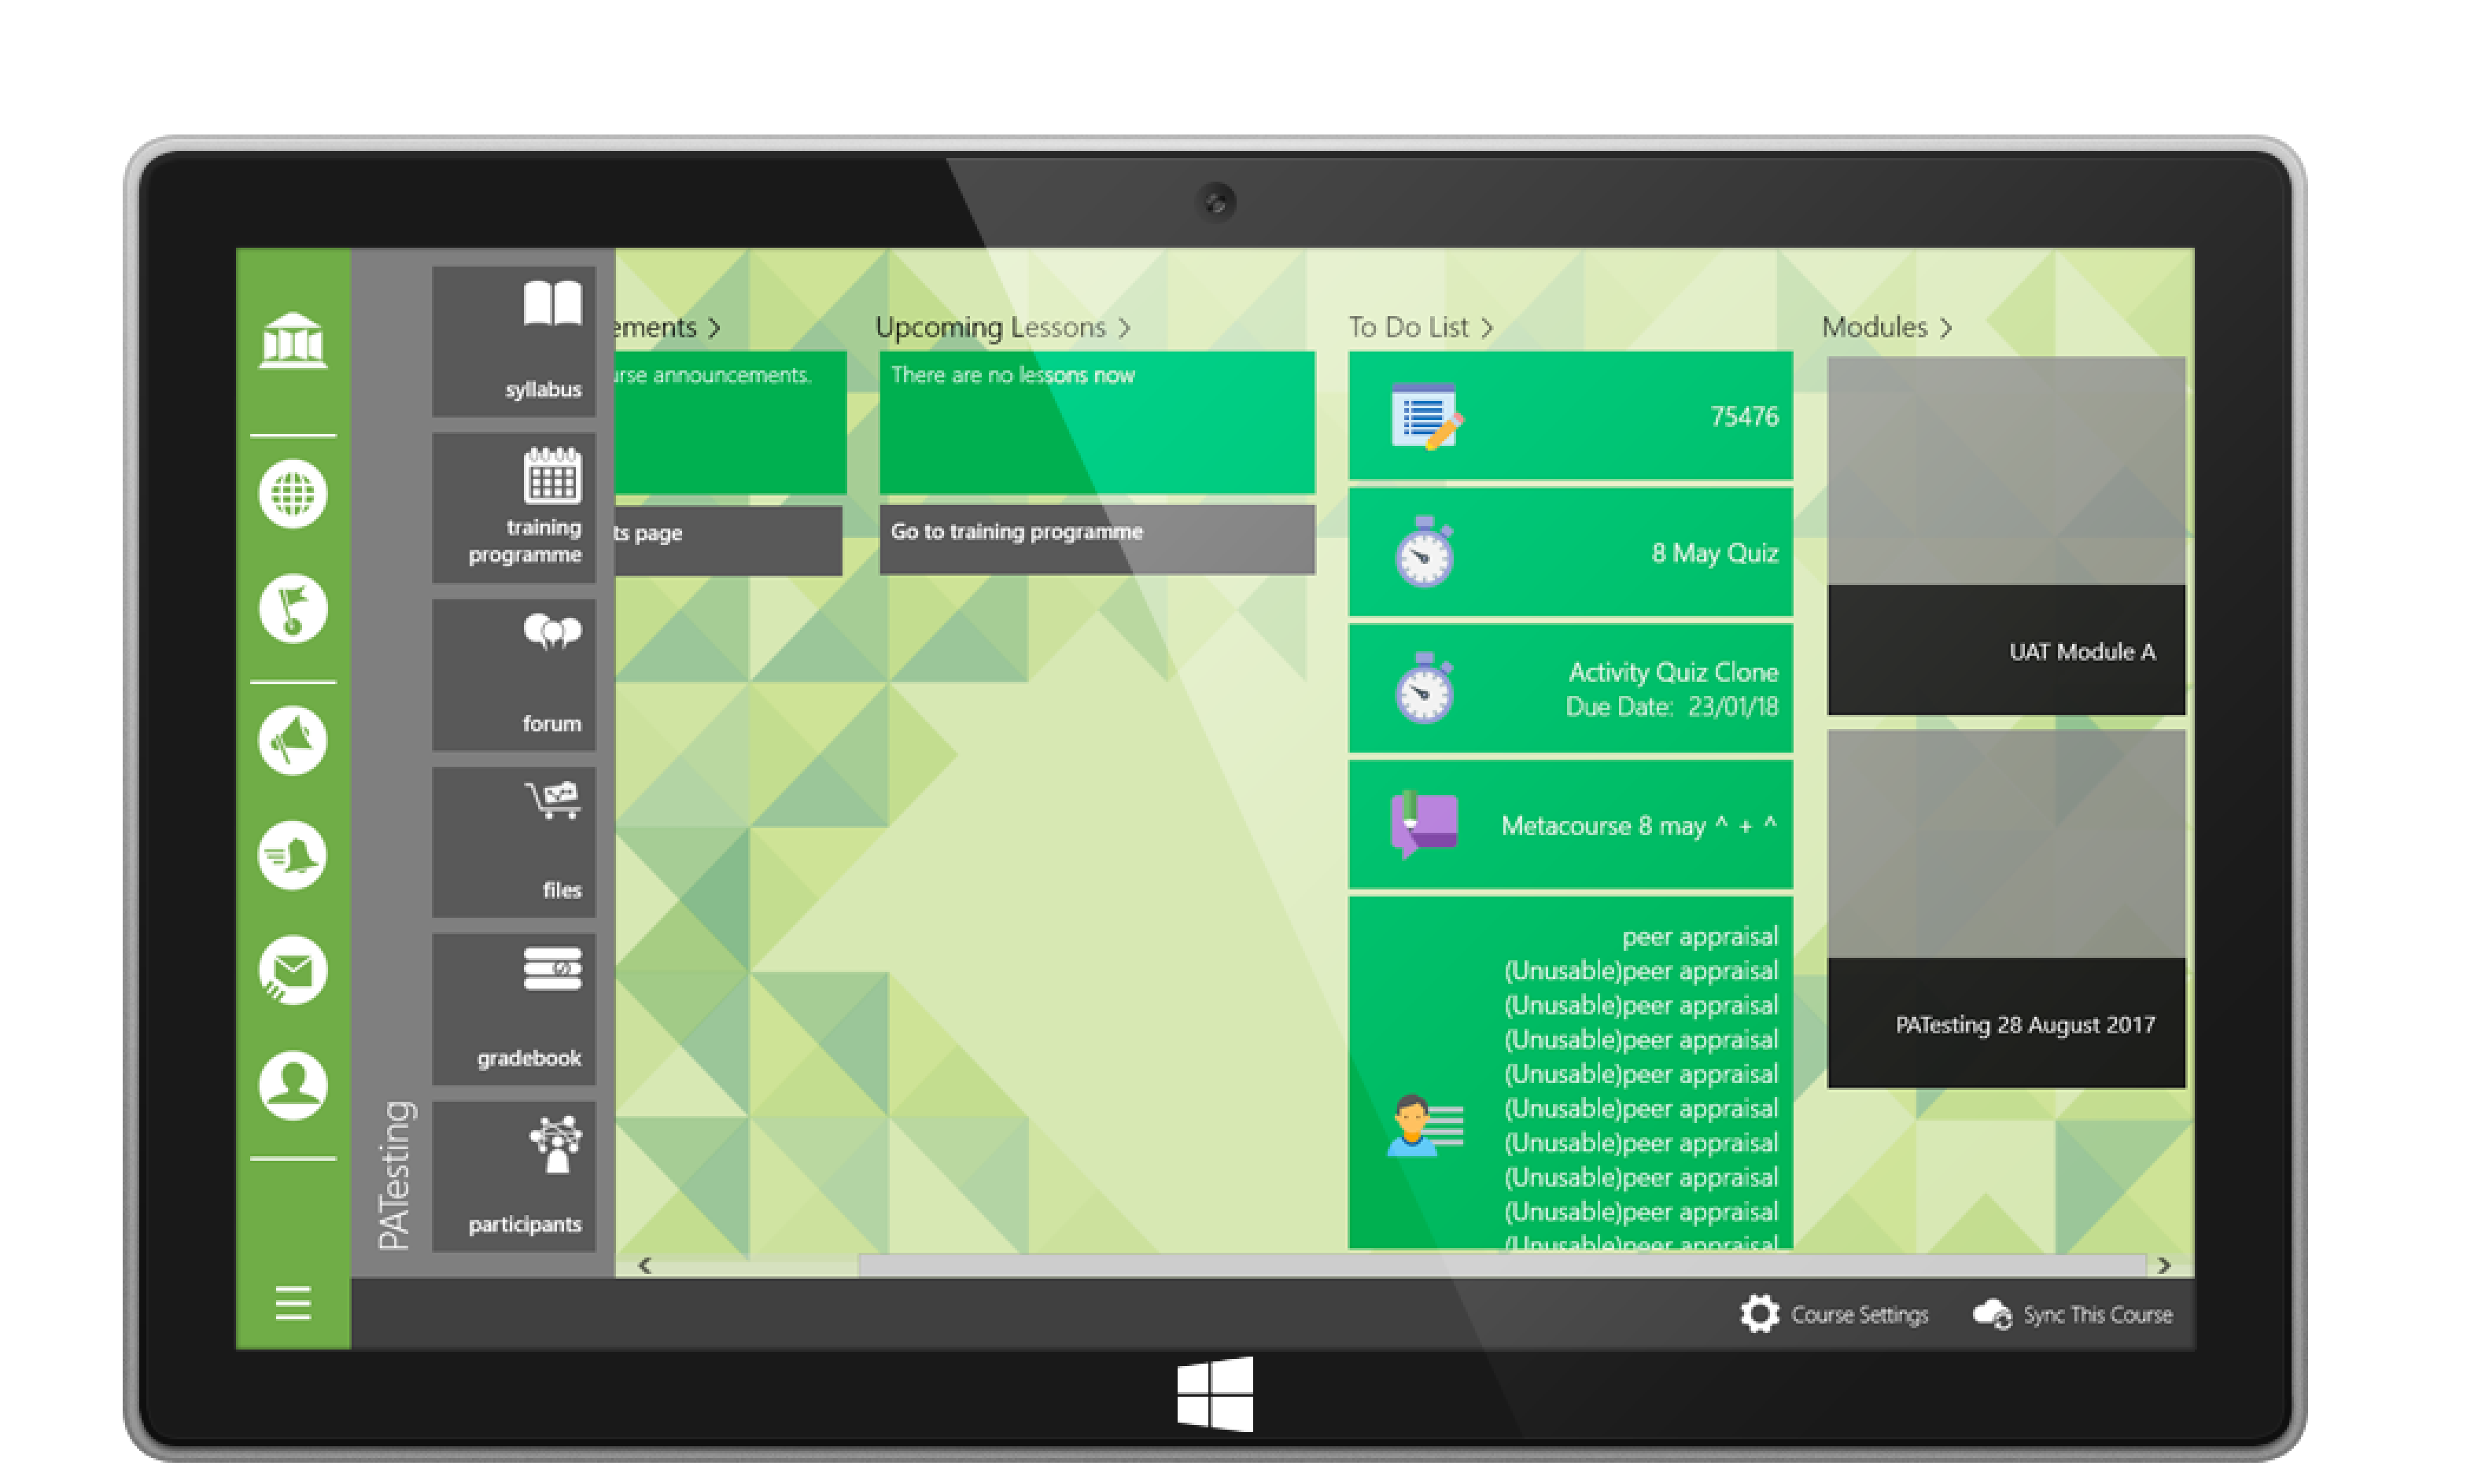 syllabus
training
programme
forum
files
gradebook
participants
PATesting
ements >
urse announcements.
ts page
Upcoming Lessons >
There are no lessons now
Go to training programme
To Do List >
75476
8 May Quiz
Activity Quiz Clone
Due Date: 23/01/18
Metacourse 8 may ^ + ^
peer appraisal
(Unusable)peer appraisal
(Unusable)peer appraisal
(Unusable)peer appraisal
(Unusable)peer appraisal
(Unusable)peer appraisal
(Unusable)peer appraisal
(Unusable)peer appraisal
(Unusable)peer appraisal
(Unusable)peer appraisal
Modules >
UAT Module A
PATesting 28 August 2017
Course Settings
Sync This Course